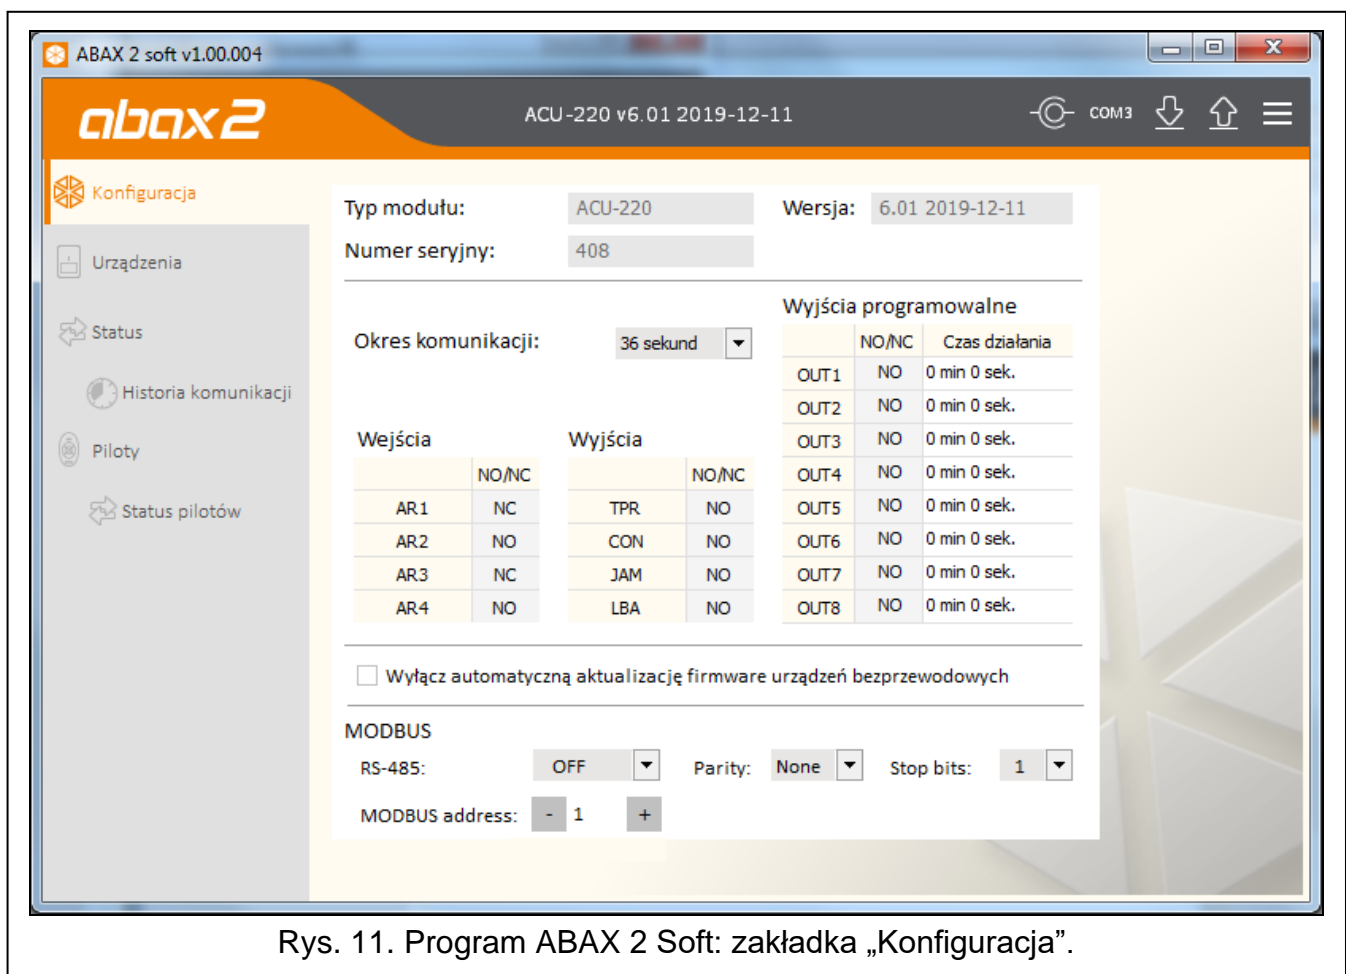 ABAX 2 soft v1.00.004
abax2
ACU-220 v6.01 2019-12-11
COM3
Konfiguracja
Urządzenia
Status
Historia komunikacji
Piloty
Status pilotów
Typ modułu: ACU-220 Wersja: 6.01 2019-12-11
Numer seryjny: 408
Okres komunikacji: 36 sekund
Wejścia
NO/NC
AR1 NC
AR2 NO
AR3 NC
AR4 NO
Wyjścia
NO/NC
TPR NO
CON NO
JAM NO
LBA NO
Wyjścia programowalne
NO/NC Czas działania
OUT1 NO 0 min 0 sek.
OUT2 NO 0 min 0 sek.
OUT3 NO 0 min 0 sek.
OUT4 NO 0 min 0 sek.
OUT5 NO 0 min 0 sek.
OUT6 NO 0 min 0 sek.
OUT7 NO 0 min 0 sek.
OUT8 NO 0 min 0 sek.
Wyłącz automatyczną aktualizację firmware urządzeń bezprzewodowych
MODBUS
RS-485: OFF Parity: None Stop bits: 1
MODBUS address: - 1 +
Rys. 11. Program ABAX 2 Soft: zakładka „Konfiguracja”.